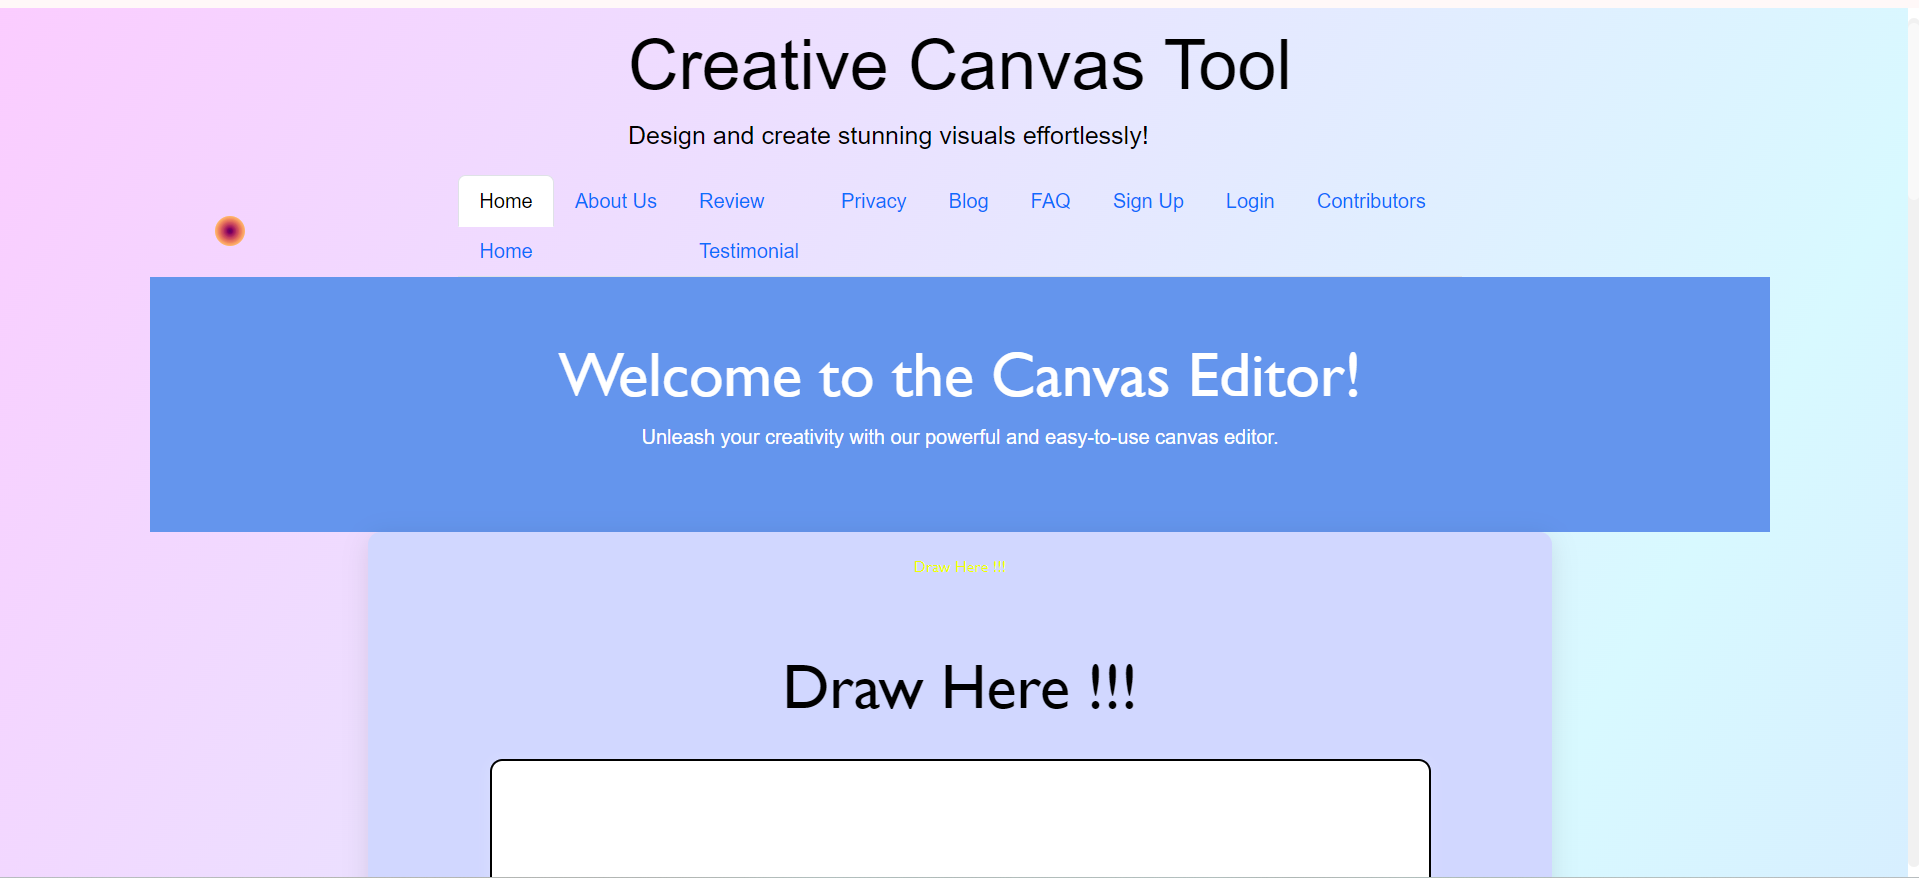 Creative Canvas Tool
Design and create stunning visuals effortlessly!
Home About Us Review Privacy Blog FAQ Sign Up Login Contributors
Home Testimonial
Welcome to the Canvas Editor!
Unleash your creativity with our powerful and easy-to-use canvas editor.
Draw Here !!!
Draw Here !!!